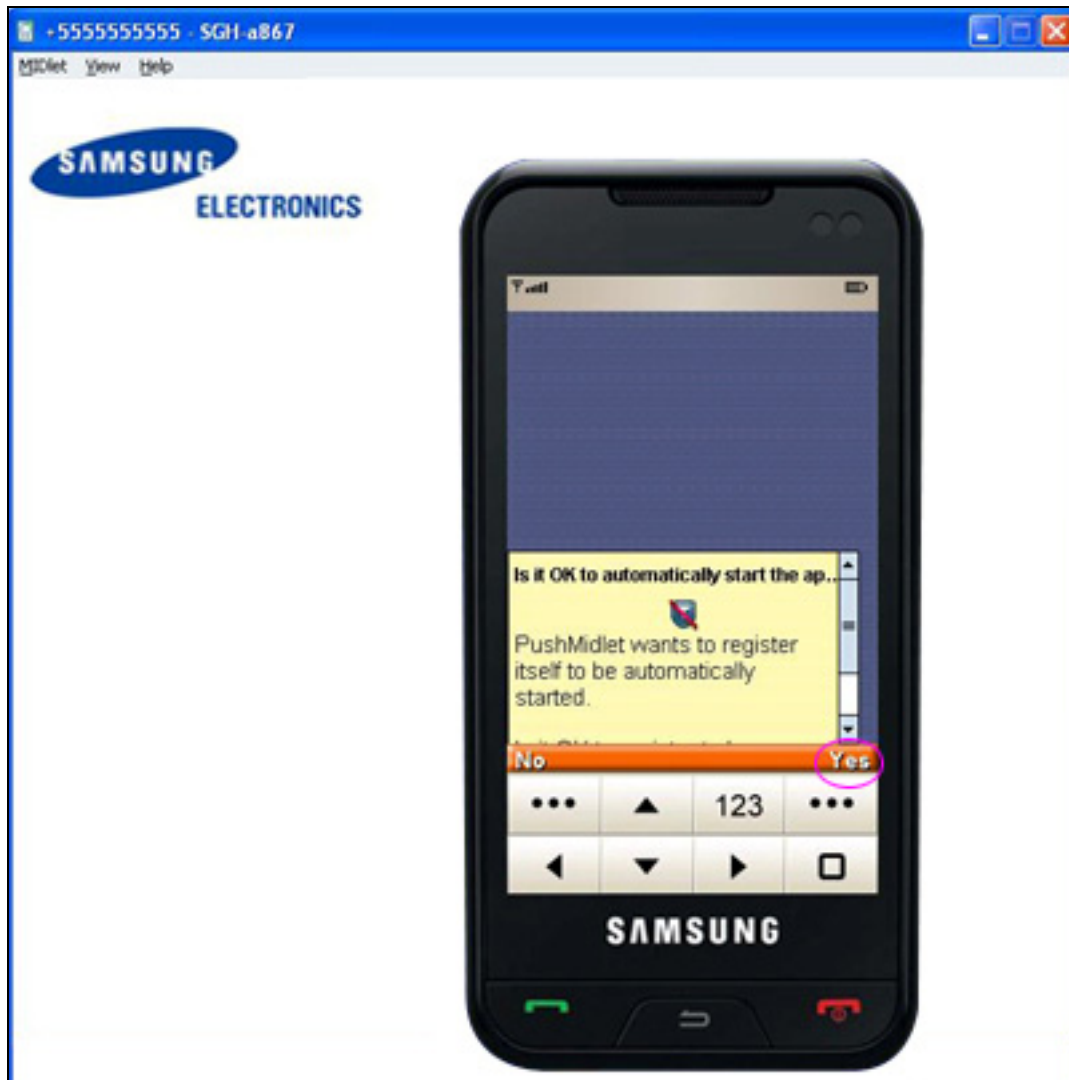 +5555555555 - SGH-a867
MIDlet View Help
SAMSUNG
ELECTRONICS
Is it OK to automatically start the ap...
PushMidlet wants to register
itself to be automatically
started.
No Yes
123
SAMSUNG